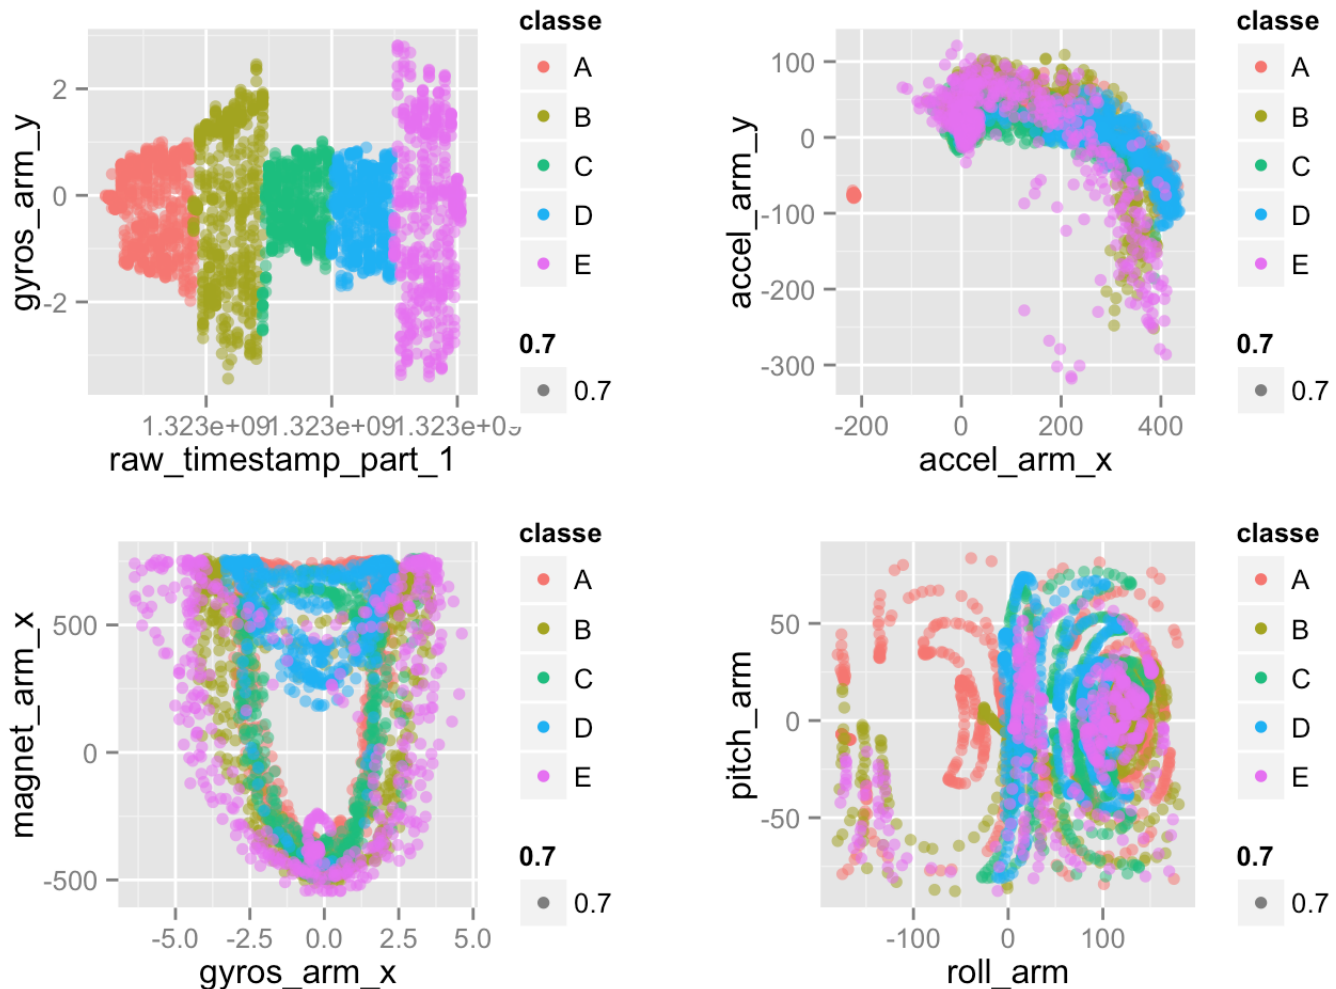 classe
A
B
C
D
E
0.7
0.7
gyros_arm_y
2
0
-2
1.323e+09 1.323e+09 1.323e+09
raw_timestamp_part_1
classe
A
B
C
D
E
0.7
0.7
accel_arm_y
100
0
-100
-200
-300
-200 0 200 400
accel_arm_x
classe
A
B
C
D
E
0.7
0.7
magnet_arm_x
500
0
-500
-5.0 -2.5 0.0 2.5 5.0
gyros_arm_x
classe
A
B
C
D
E
0.7
0.7
pitch_arm
50
0
-50
-100 0 100
roll_arm